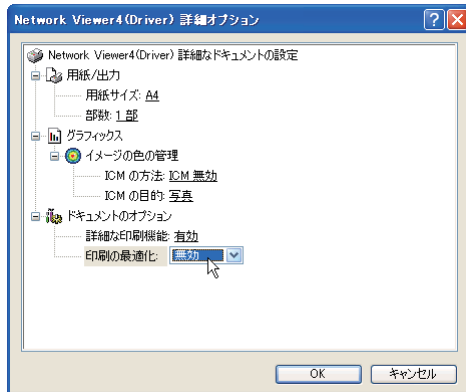 Network Viewer4(Driver) 詳細オプション
Network Viewer4(Driver) 詳細なドキュメントの設定
用紙/出力
用紙サイズ: A4
部数: 1 部
グラフィックス
イメージの色の管理
ICM の方法: ICM 無効
ICM の目的: 写真
ドキュメントのオプション
詳細な印刷機能: 有効
印刷の最適化: 無効
OK キャンセル